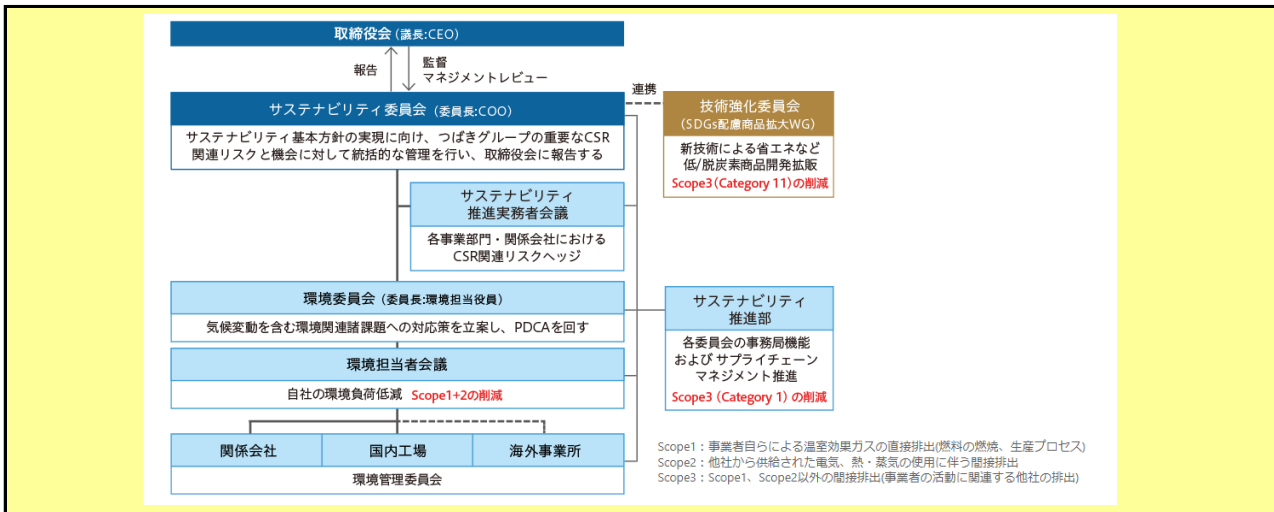 取締役会 (議長:CEO)
報告
監督
マネジメントレビュー
連携
サステナビリティ委員会 (委員長:COO)
サステナビリティ基本方針の実現に向け、つばきグループの重要なCSR
関連リスクと機会に対して統括的な管理を行い、取締役会に報告する
技術強化委員会
(SDGs配慮商品拡大WG)
新技術による省エネなど
低/脱炭素商品開発拡販
Scope3(Category 11)の削減
サステナビリティ
推進実務者会議
各事業部門・関係会社における
CSR関連リスクヘッジ
環境委員会 (委員長:環境担当役員)
気候変動を含む環境関連諸課題への対応策を立案し、PDCAを回す
環境担当者会議
自社の環境負荷低減 Scope1+2の削減
サステナビリティ
推進部
各委員会の事務局機能
および サプライチェーン
マネジメント推進
Scope3 (Category 1) の削減
関係会社
国内工場
海外事業所
環境管理委員会
Scope1:事業者自らによる温室効果ガスの直接排出(燃料の燃焼、生産プロセス)
Scope2:他社から供給された電気、熱・蒸気の使用に伴う間接排出
Scope3:Scope1、Scope2以外の間接排出(事業者の活動に関連する他社の排出)